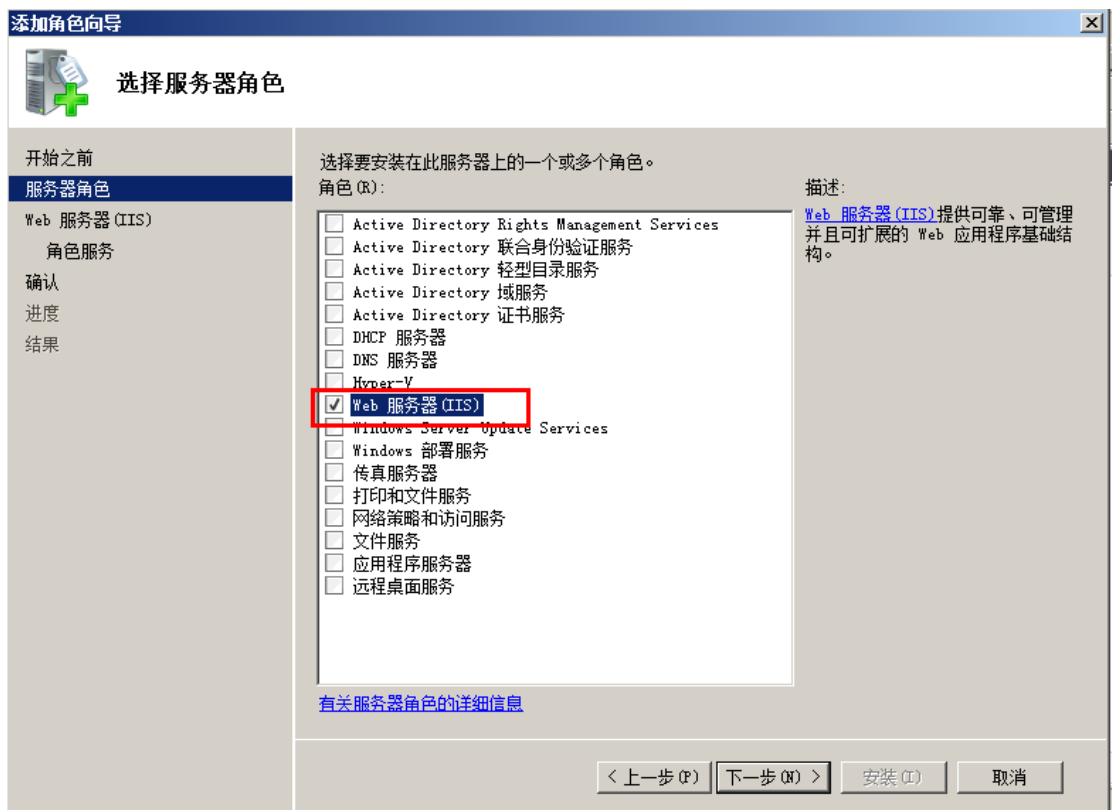 添加角色向导
选择服务器角色
开始之前
服务器角色
Web 服务器(IIS)
角色服务
确认
进度
结果
选择要安装在此服务器上的一个或多个角色。
角色(R):
Active Directory Rights Management Services
Active Directory 联合身份验证服务
Active Directory 轻型目录服务
Active Directory 域服务
Active Directory 证书服务
DHCP 服务器
DNS 服务器
Hyper-V
Web 服务器(IIS)
Windows Server Update Services
Windows 部署服务
传真服务器
打印和文件服务
网络策略和访问服务
文件服务
应用程序服务器
远程桌面服务
有关服务器角色的详细信息
描述:
Web 服务器(IIS)提供可靠、可管理
并且可扩展的 Web 应用程序基础结
构。
< 上一步(P)
下一步(N) >
安装(I)
取消